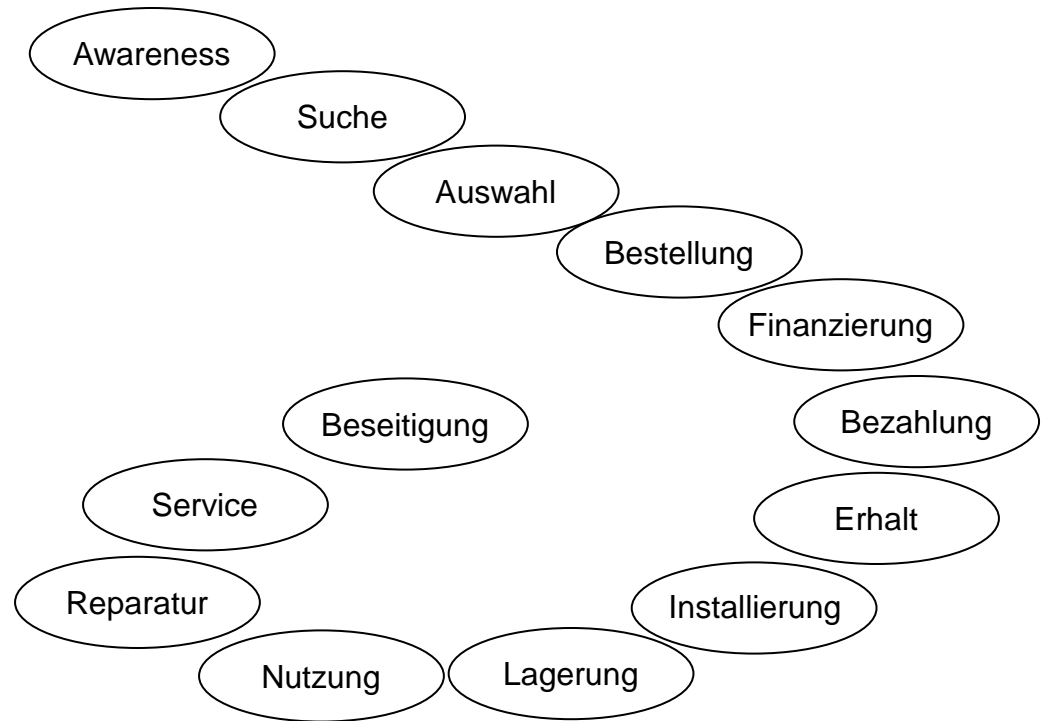 Awareness
Suche
Auswahl
Bestellung
Finanzierung
Bezahlung
Erhalt
Installierung
Lagerung
Nutzung
Reparatur
Service
Beseitigung